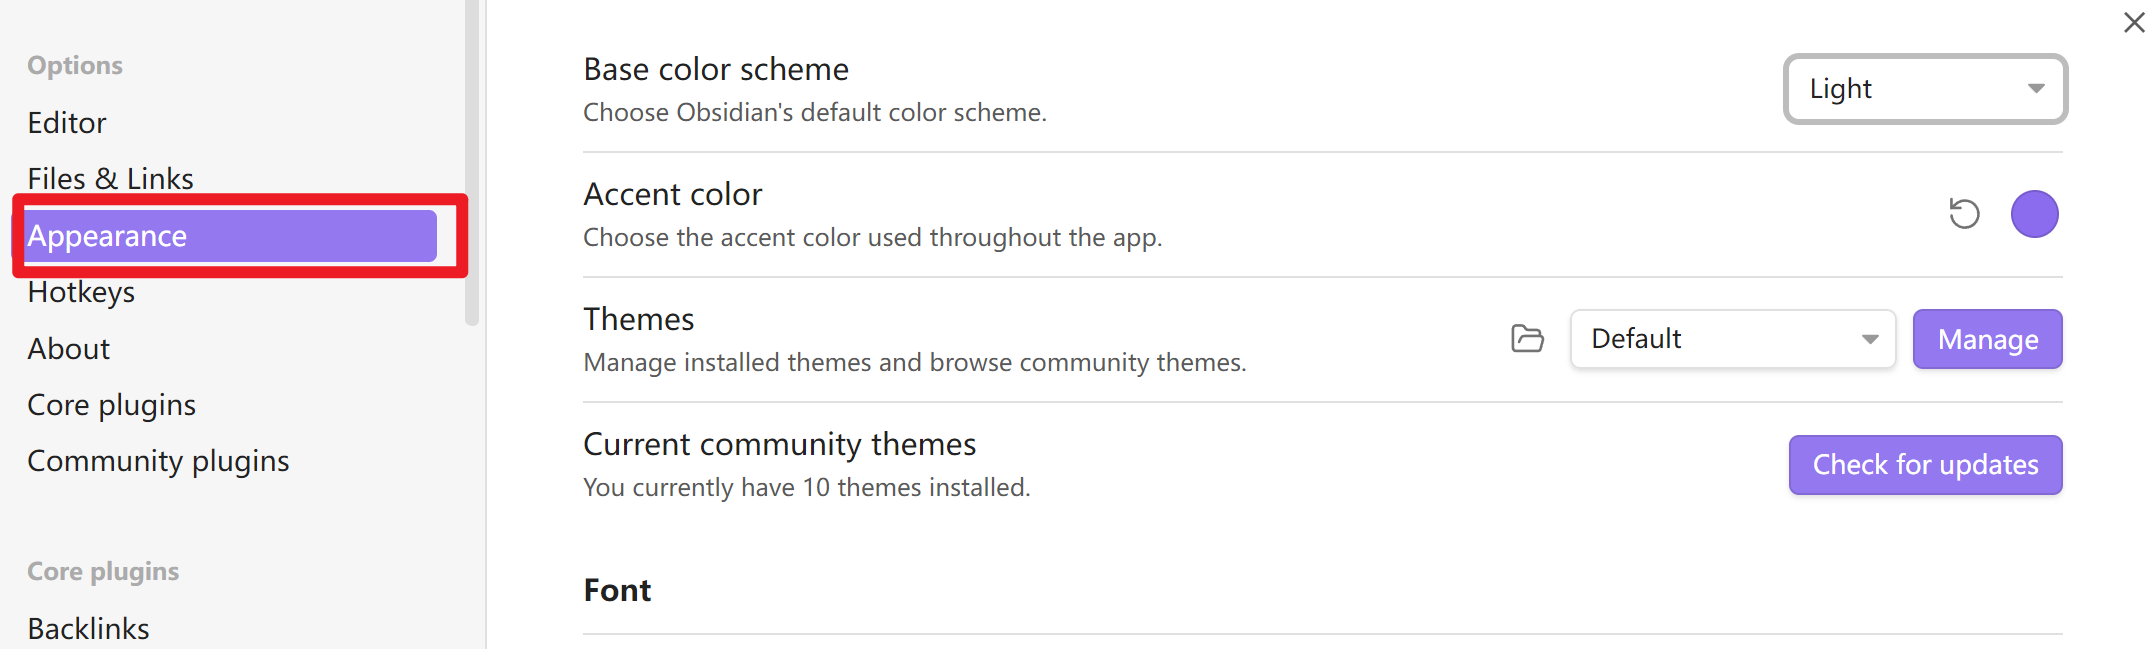 Options
Editor
Files & Links
Appearance
Hotkeys
About
Core plugins
Community plugins
Core plugins
Backlinks
Base color scheme
Choose Obsidian's default color scheme.
Light
Accent color
Choose the accent color used throughout the app.
Themes
Manage installed themes and browse community themes.
Default
Manage
Current community themes
You currently have 10 themes installed.
Check for updates
Font